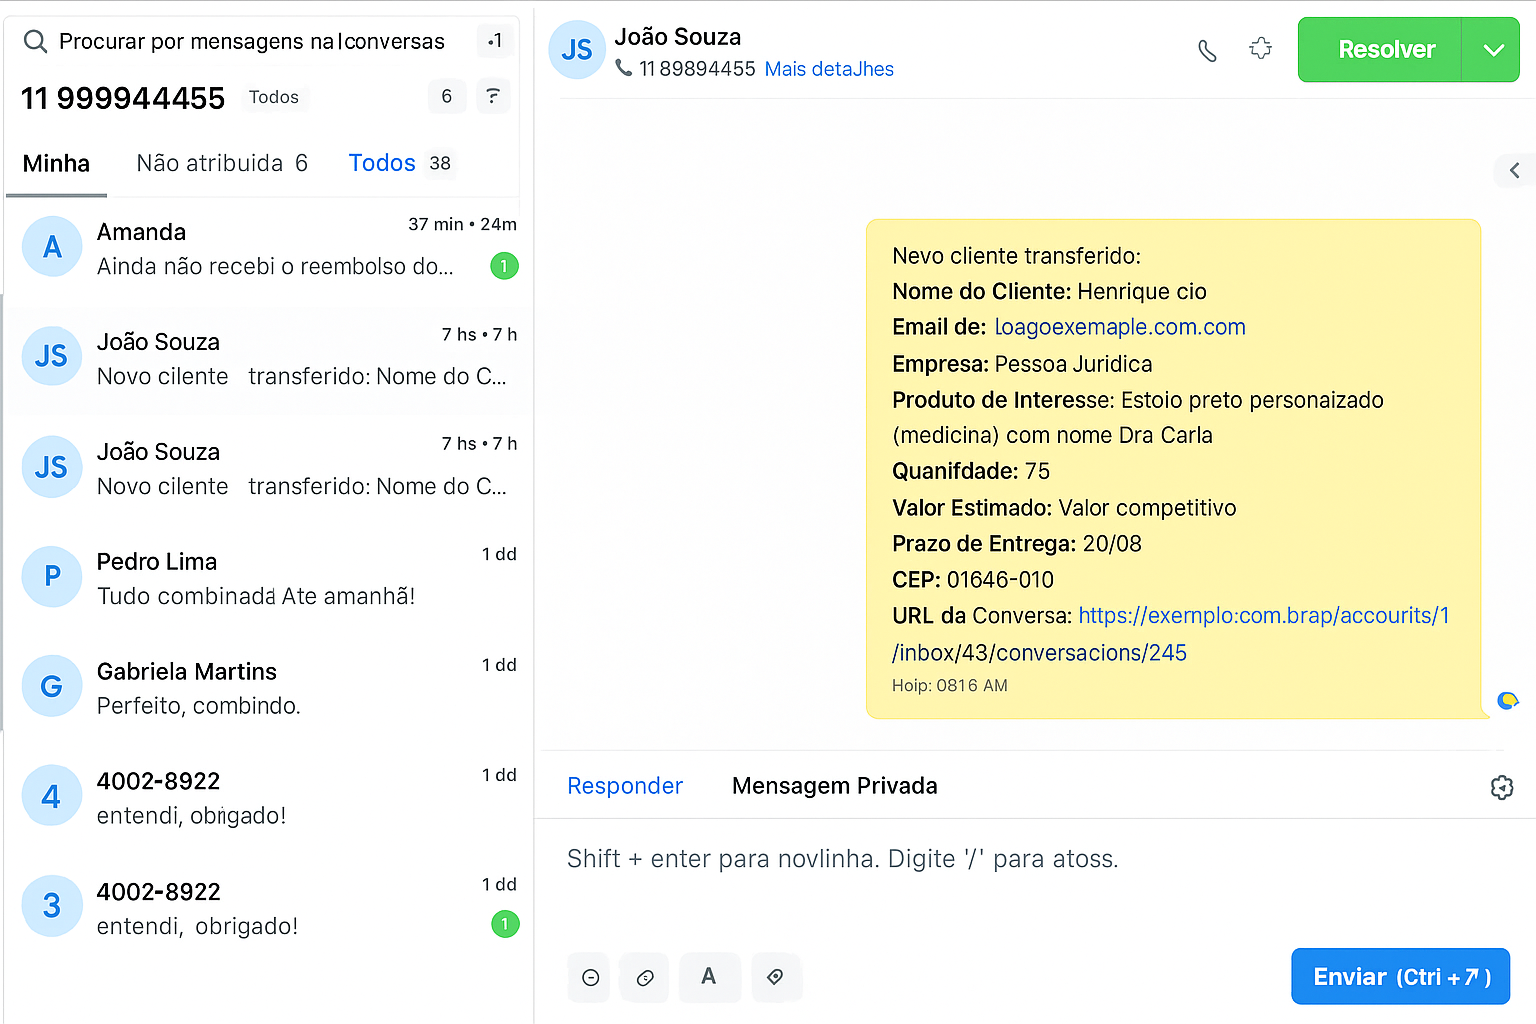 Procurar por mensagens na conversas
•1
11 999944455 Todos 6
Minha Não atribuida 6 Todos 38
A Amanda 37 min • 24m
Ainda não recebi o reembolso do... 1
JS João Souza 7 hs • 7 h
Novo cilente transferido: Nome do C...
JS João Souza 7 hs • 7 h
Novo cilente transferido: Nome do C...
P Pedro Lima 1 dd
Tudo combinada Ate amanhã!
G Gabriela Martins 1 dd
Perfeito, combindo.
4 4002-8922 1 dd
entendi, obrigado!
3 4002-8922 1 dd
entendi, obrigado! 1
JS João Souza
11 89894455 Mais detaJhes
Resolver
Nevo cliente transferido:
Nome do Cliente: Henrique cio
Email de: loagoexemaple.com.com
Empresa: Pessoa Juridica
Produto de Interesse: Estoio preto personaizado
(medicina) com nome Dra Carla
Quanifdade: 75
Valor Estimado: Valor competitivo
Prazo de Entrega: 20/08
CEP: 01646-010
URL da Conversa: https://exernplo:com.brap/accourits/1
/inbox/43/conversacions/245
Hoip: 0816 AM
Responder Mensagem Privada
Shift + enter para novlinha. Digite '/' para atoss.
A
Enviar (Ctri +↗)